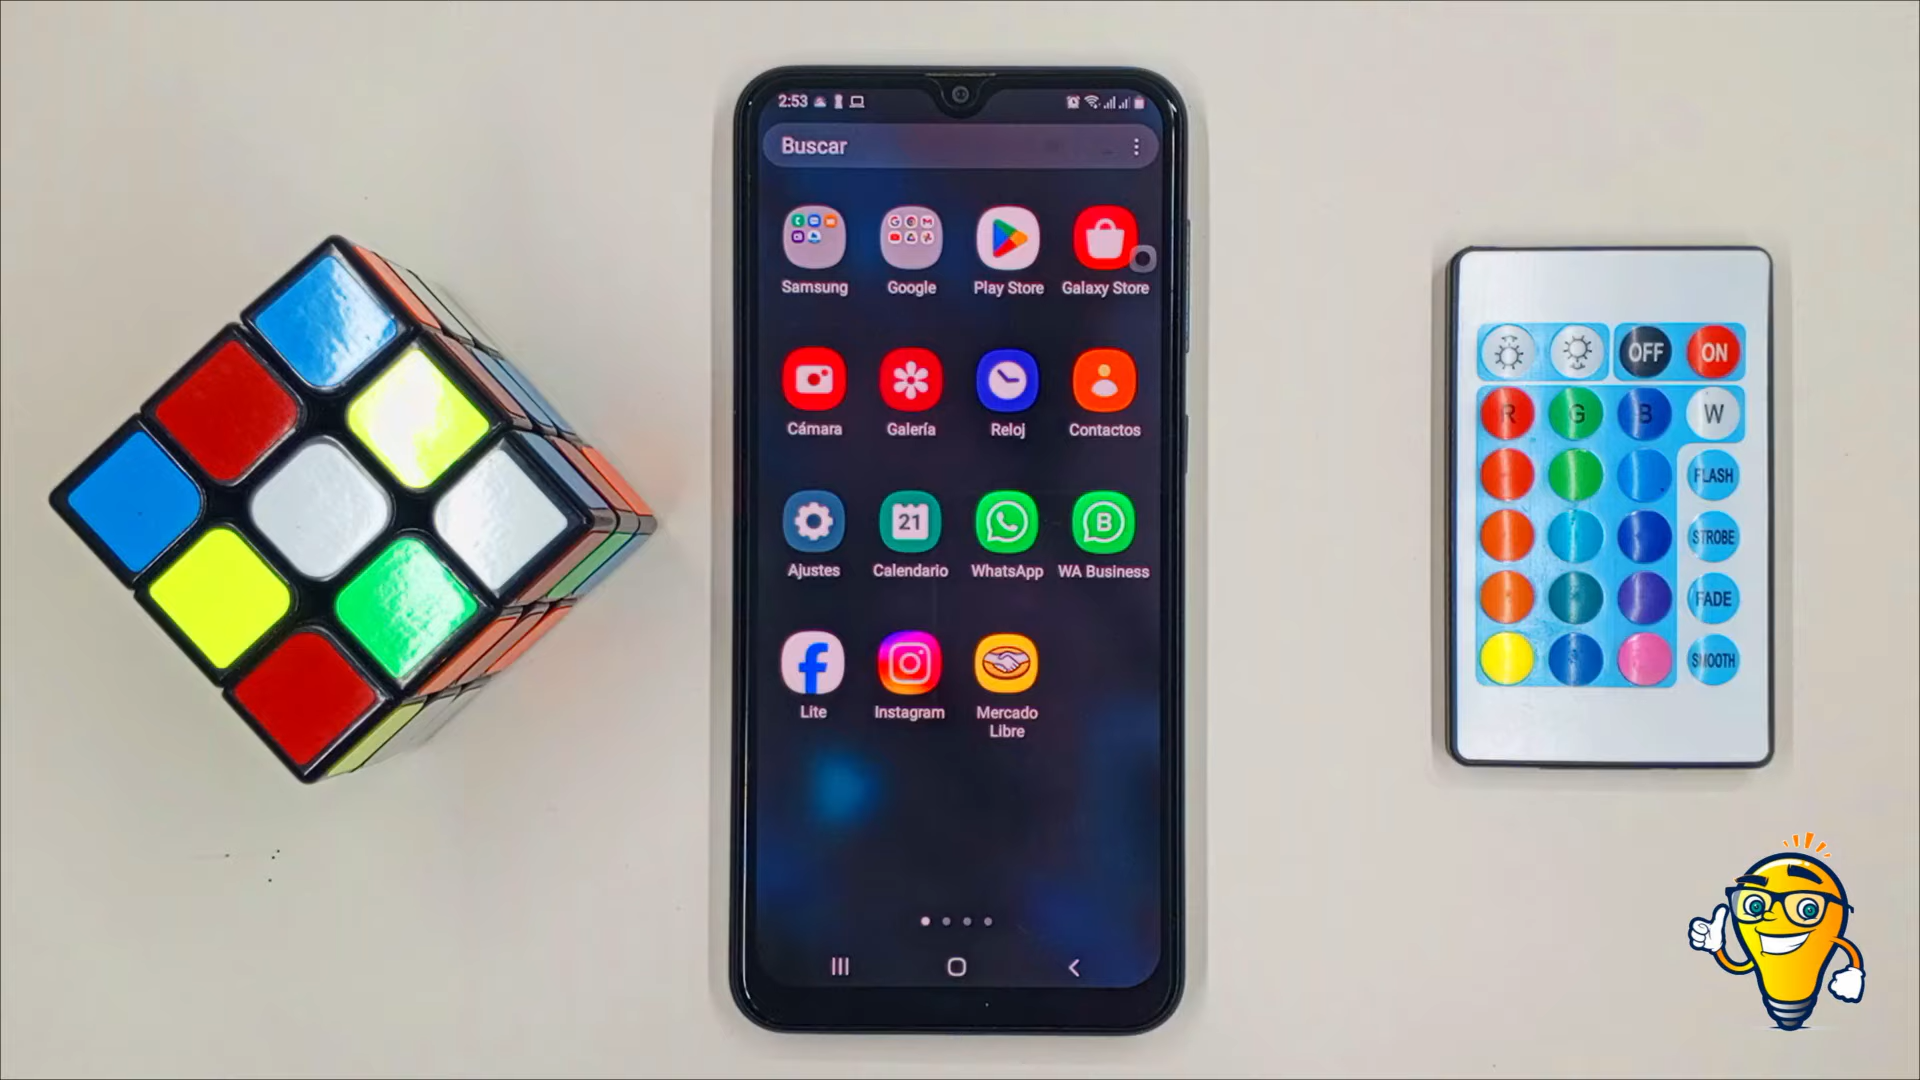 2:53
Buscar
Samsung
Google
Play Store
Galaxy Store
Cámara
Galería
Reloj
Contactos
21
B
Ajustes
Calendario
WhatsApp
WA Business
Lite
Instagram
Mercado
Libre
OFF
ON
R
G
B
W
FLASH
STROBE
FADE
SMOOTH